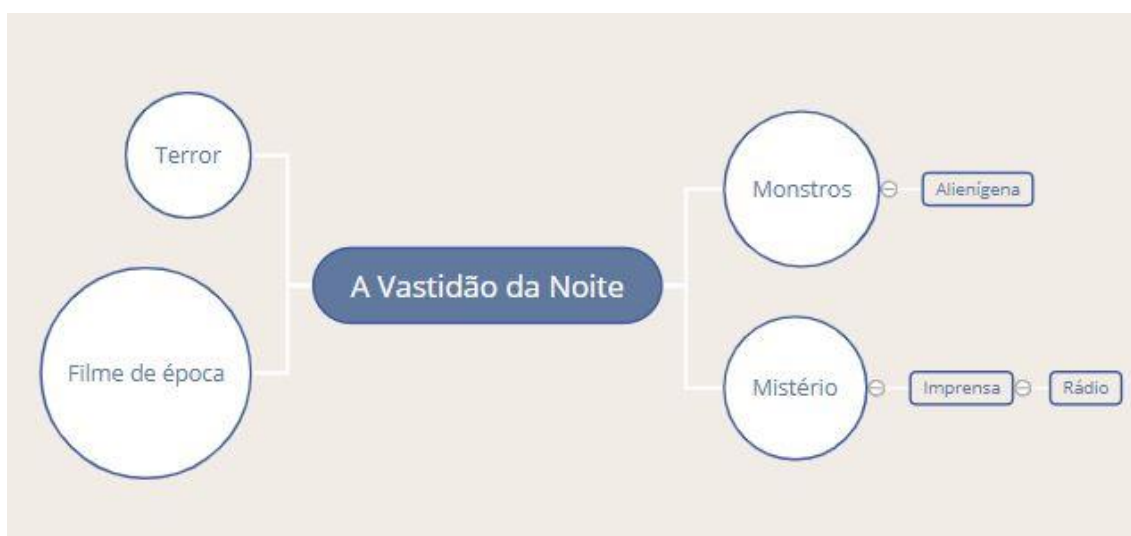 Terror
Filme de época
A Vastidão da Noite
Monstros
Alienígena
Mistério
Imprensa
Rádio